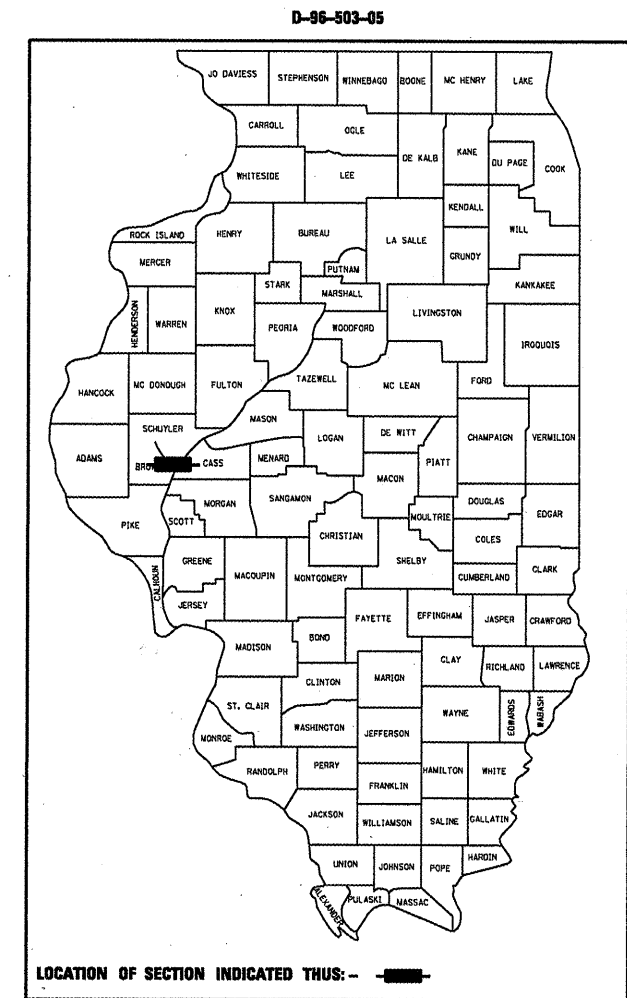 D-96-503-05
JO DAVIESS STEPHENSON WINNEBAGO BOONE MC HENRY LAKE
CARROLL OGLE DE KALB KANE DU PAGE COOK
WHITESIDE LEE
KENDALL
ROCK ISLAND HENRY BUREAU LA SALLE WILL
MERCER PUTNAM GRUNDY
STARK MARSHALL KANKAKEE
HENDERSON WARREN KNOX PEORIA WOODFORD LIVINGSTON IROQUOIS
HANCOCK MC DONOUGH FULTON TAZEWELL MC LEAN FORD
MASON
SCHUYLER LOGAN DE WITT CHAMPAIGN VERMILION
ADAMS CASS MENARD PIATT
MACON
PIKE SCOTT MORGAN SANGAMON MOULTRIE DOUGLAS EDGAR
CHRISTIAN COLES
GREENE SHELBY
CALHOUN MACOUPIN MONTGOMERY CUMBERLAND CLARK
JERSEY FAYETTE EFFINGHAM JASPER CRAWFORD
MADISON BOND
CLAY RICHLAND LAWRENCE
CLINTON MARION
ST. CLAIR WAYNE EDWARDS WABASH
WASHINGTON JEFFERSON
MONROE
RANDOLPH PERRY HAMILTON WHITE
FRANKLIN
JACKSON WILLIAMSON SALINE GALLATIN
UNION JOHNSON POPE HARDIN
ALEXANDER PULASKI MASSAC
LOCATION OF SECTION INDICATED THUS: -